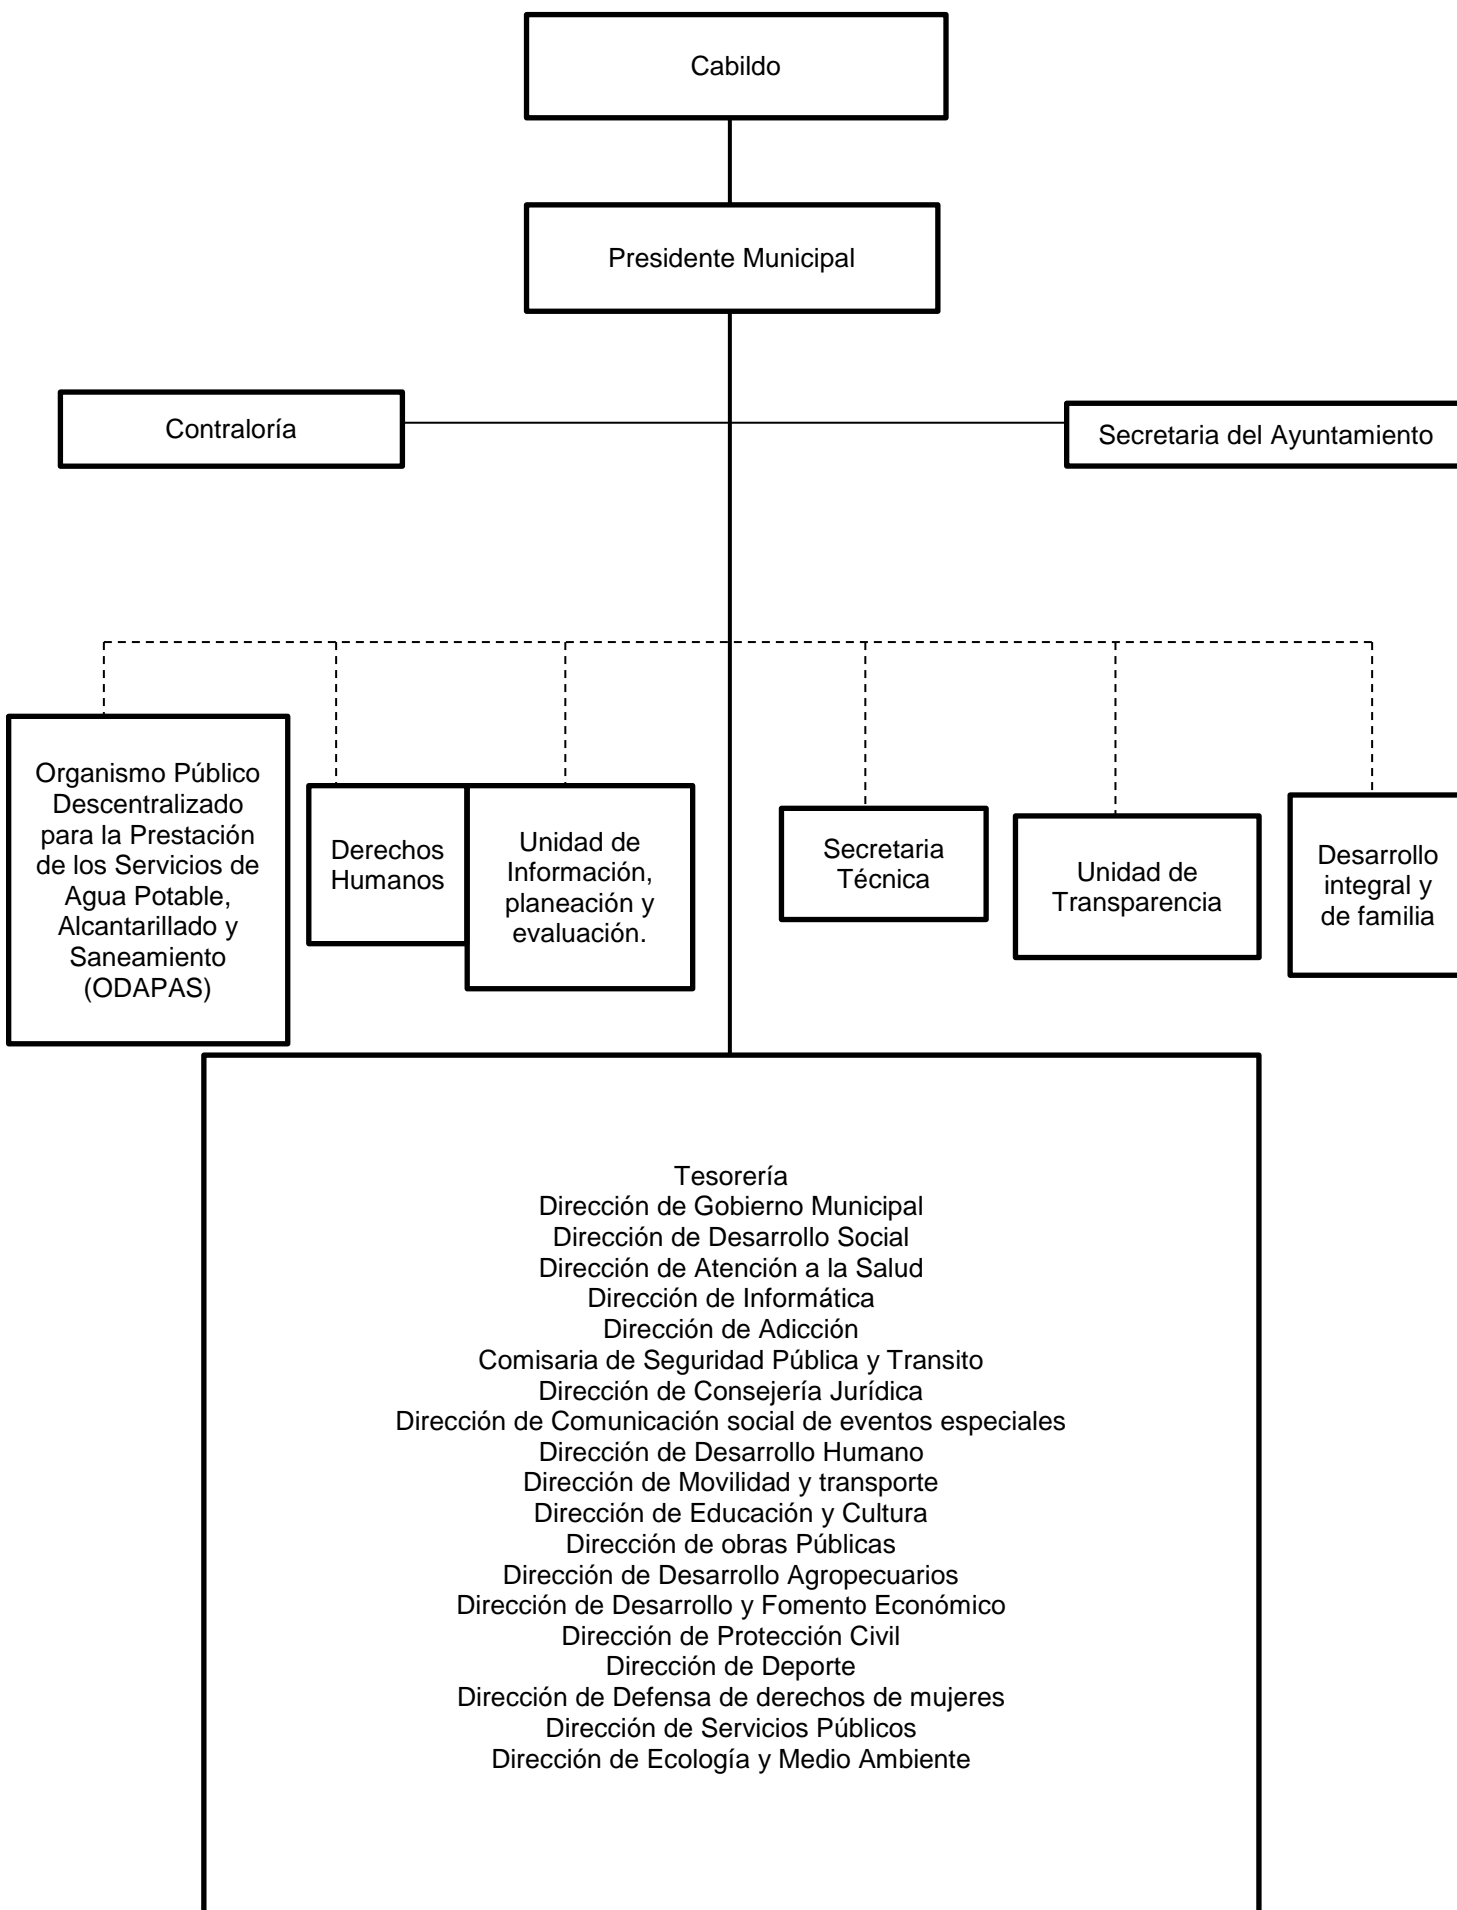 Cabildo
Presidente Municipal
Contraloría
Secretaria del Ayuntamiento
Organismo Público
Descentralizado
para la Prestación
de los Servicios de
Agua Potable,
Alcantarillado y
Saneamiento
(ODAPAS)
Derechos
Humanos
Unidad de
Información,
planeación y
evaluación.
Secretaria
Técnica
Unidad de
Transparencia
Desarrollo
integral y
de familia
Tesorería
Dirección de Gobierno Municipal
Dirección de Desarrollo Social
Dirección de Atención a la Salud
Dirección de Informática
Dirección de Adicción
Comisaria de Seguridad Pública y Transito
Dirección de Consejería Jurídica
Dirección de Comunicación social de eventos especiales
Dirección de Desarrollo Humano
Dirección de Movilidad y transporte
Dirección de Educación y Cultura
Dirección de obras Públicas
Dirección de Desarrollo Agropecuarios
Dirección de Desarrollo y Fomento Económico
Dirección de Protección Civil
Dirección de Deporte
Dirección de Defensa de derechos de mujeres
Dirección de Servicios Públicos
Dirección de Ecología y Medio Ambiente